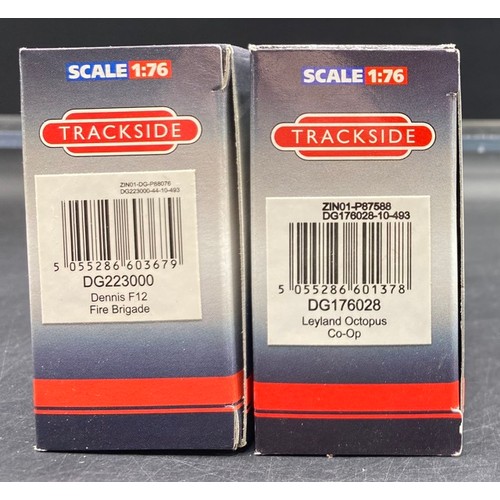 SCALE 1:76
TRACKSIDE
ZIN01-DG-P88076
DG223000-44-10-493
5 055286 603679
DG223000
Dennis F12
Fire Brigade
SCALE 1:76
TRACKSIDE
ZIN01-P87588
DG176028-10-493
5 055286 601378
DG176028
Leyland Octopus
Co-Op